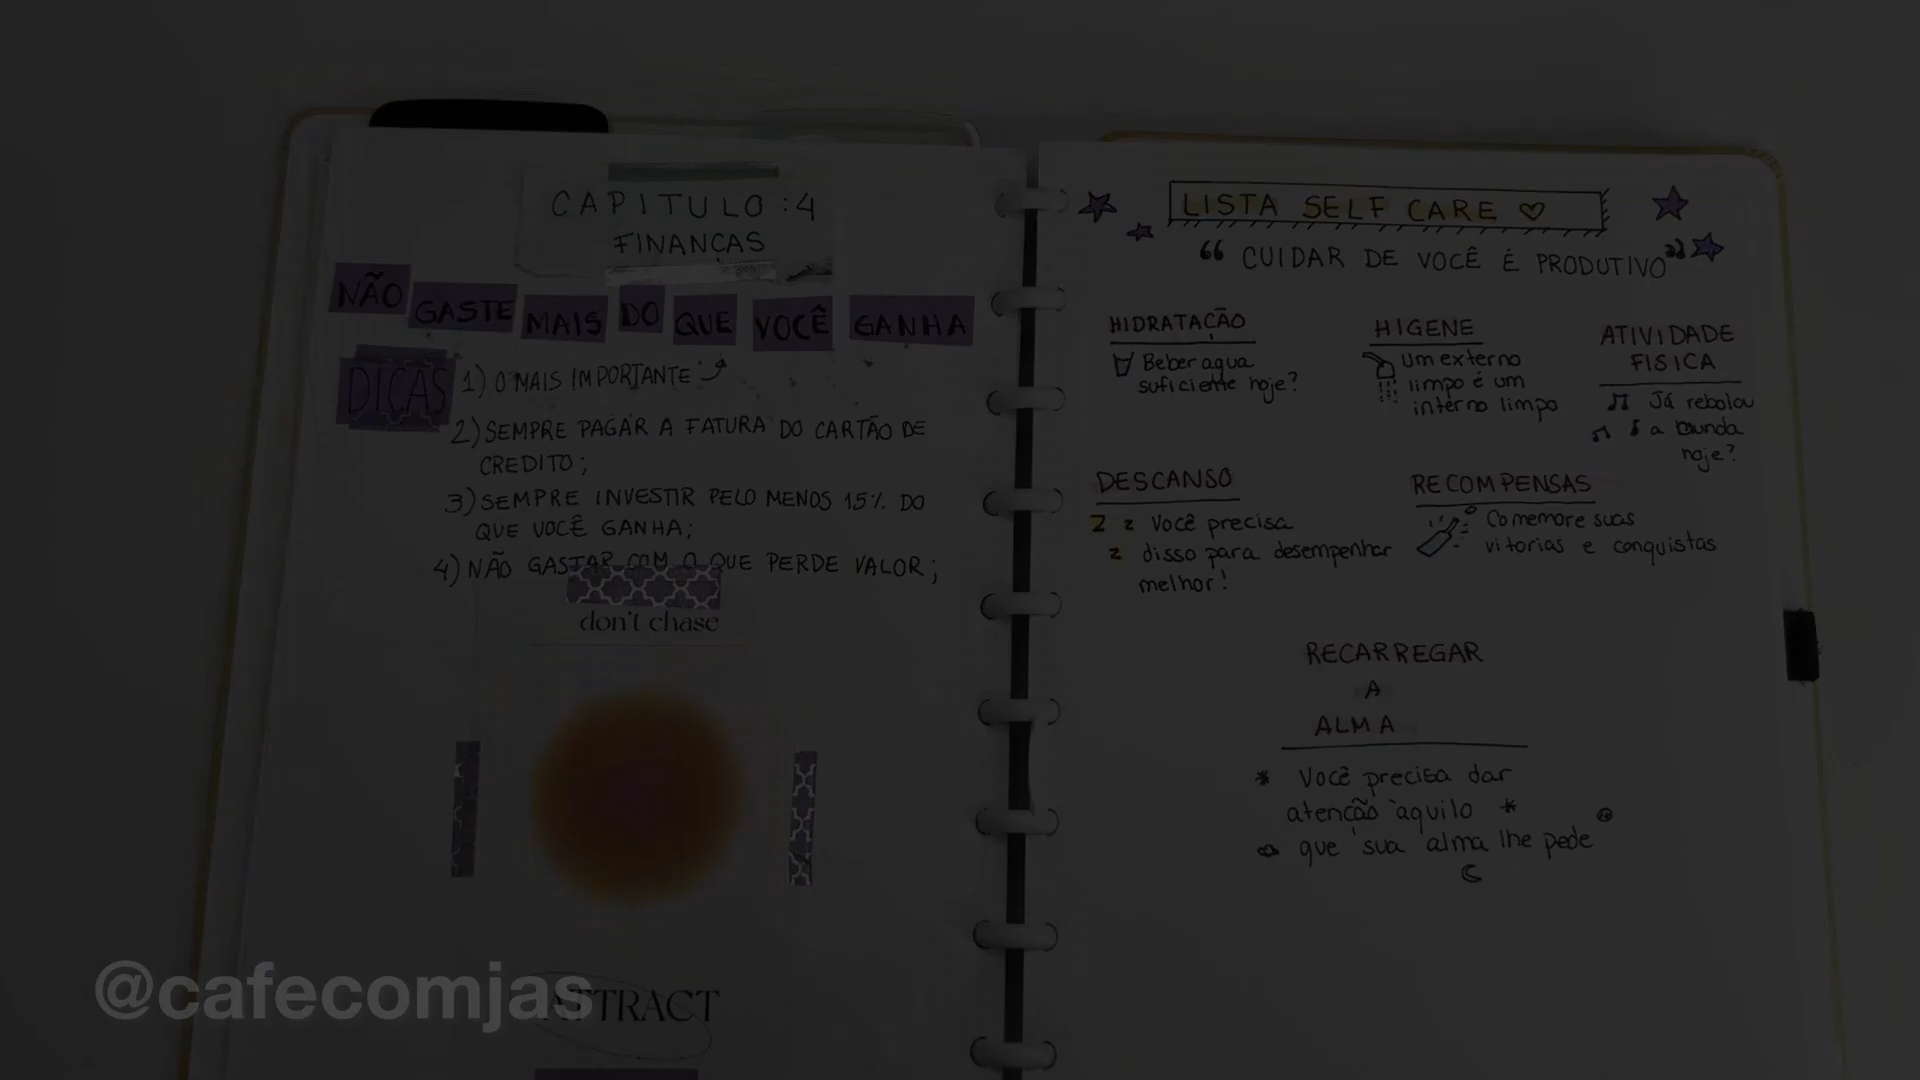 CAPITULO :4
FINANÇAS
NÃO GASTE MAIS DO QUE VOCÊ GANHA
DICAS
1) O MAIS IMPORTANTE
2) SEMPRE PAGAR A FATURA DO CARTÃO DE
CREDITO;
3) SEMPRE INVESTIR PELO MENOS 15% DO
QUE VOCÊ GANHA;
4) NÃO GASTAR COM O QUE PERDE VALOR;
don't chase
ATTRACT
LISTA SELF CARE ♡
“ CUIDAR DE VOCÊ É PRODUTIVO ”
HIDRATAÇÃO
Beber agua
suficiente hoje?
HIGENE
Um externo
limpo é um
interno limpo
ATIVIDADE
FISICA
Já rebolou
a bunda
hoje?
DESCANSO
z z Você precisa
z disso para desempenhar
melhor!
RECOMPENSAS
Comemore suas
vitorias e conquistas
RECARREGAR
A
ALMA
* Você precisa dar
atenção àquilo *
que sua alma lhe pede
@cafecomjas